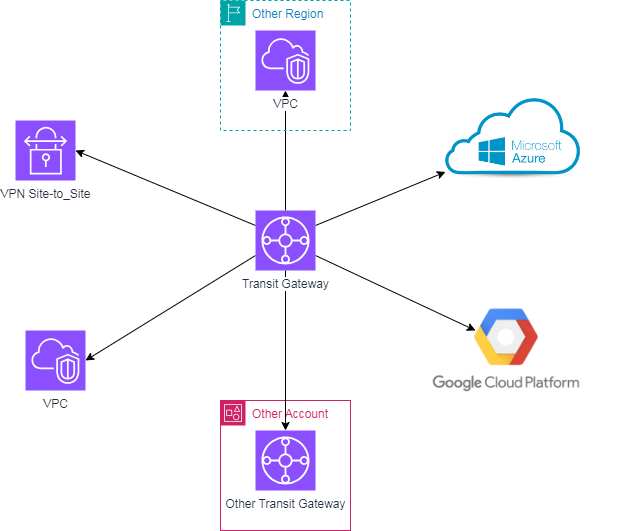 Other Region
VPC
Microsoft
Azure
VPN Site-to_Site
Transit Gateway
VPC
Google Cloud Platform
Other Account
Other Transit Gateway